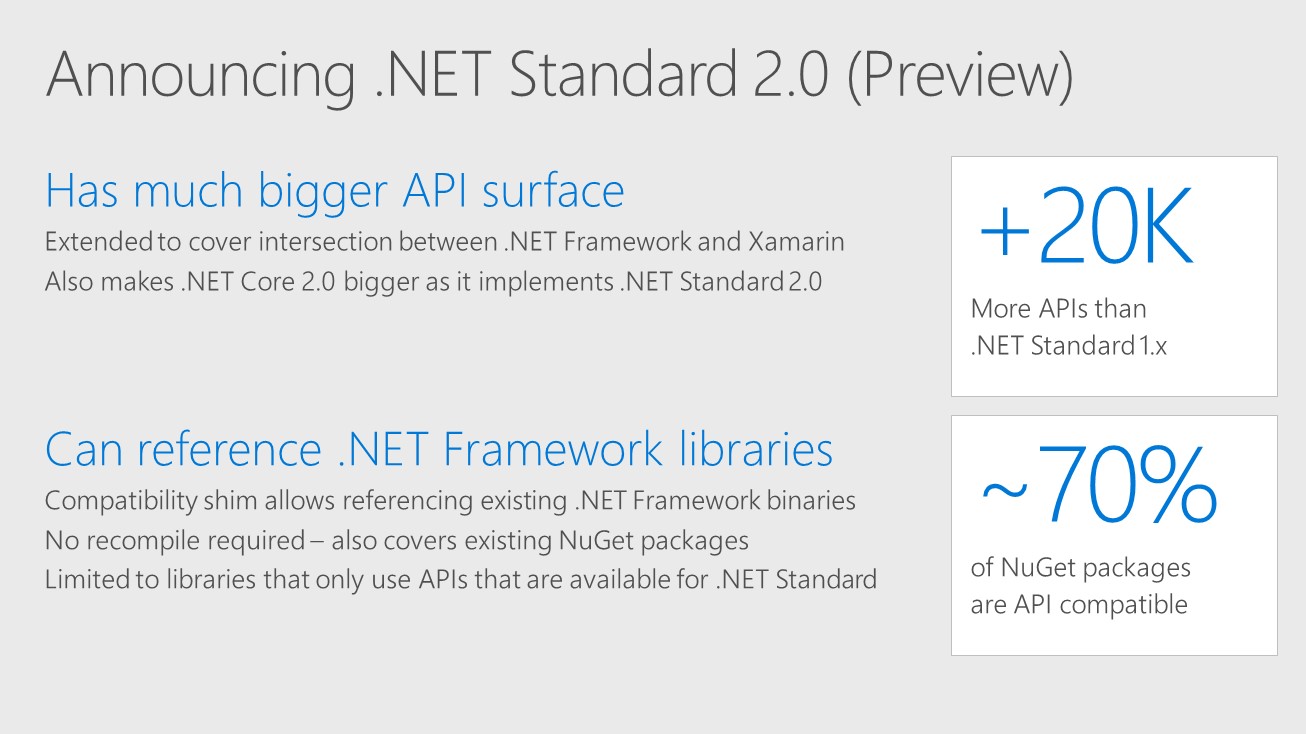 Announcing .NET Standard 2.0 (Preview)
Has much bigger API surface
Extended to cover intersection between .NET Framework and Xamarin
Also makes .NET Core 2.0 bigger as it implements .NET Standard 2.0
+20K
More APIs than
.NET Standard 1.x
Can reference .NET Framework libraries
Compatibility shim allows referencing existing .NET Framework binaries
No recompile required – also covers existing NuGet packages
Limited to libraries that only use APIs that are available for .NET Standard
~70%
of NuGet packages
are API compatible